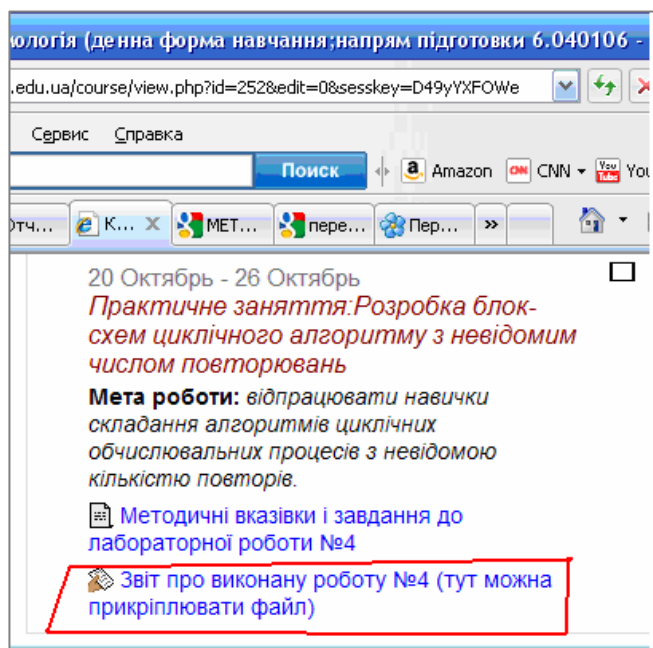 ологія (денна форма навчання;напрям підготовки 6.040106 -
.edu.ua/course/view.php?id=252&edit=0&sesskey=D49yYXFOWe
Сервис Справка
Поиск Amazon CNN You Tube You
Отч... К... X МЕТ... пере... Пер... »
20 Октябрь - 26 Октябрь
Практичне заняття:Розробка блок-
схем циклічного алгоритму з невідомим
числом повторювань
Мета роботи: відпрацювати навички
складання алгоритмів циклічних
обчислювальних процесів з невідомою
кількістю повторів.
Методичні вказівки і завдання до
лабораторної роботи №4
Звіт про виконану роботу №4 (тут можна
прикріплювати файл)